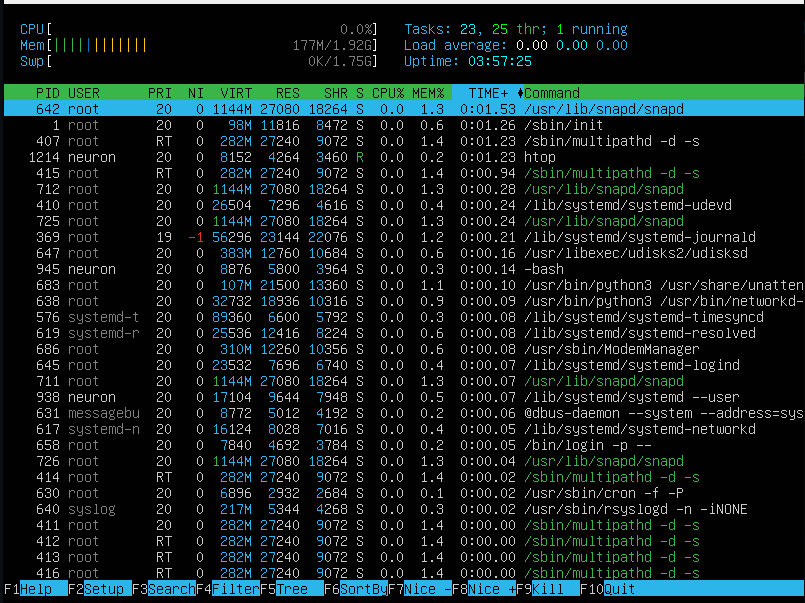 CPU[ 0.0%] Tasks: 23, 25 thr; 1 running
Mem[||||||||||||| 177M/1.92G] Load average: 0.00 0.00 0.00
Swp[ 0K/1.75G] Uptime: 03:57:25
PID USER PRI NI VIRT RES SHR S CPU% MEM% TIME+ Command
642 root 20 0 1144M 27080 18264 S 0.0 1.3 0:01.53 /usr/lib/snapd/snapd
1 root 20 0 98M 11816 8472 S 0.0 0.6 0:01.26 /sbin/init
407 root RT 0 282M 27240 9072 S 0.0 1.4 0:01.23 /sbin/multipathd -d -s
1214 neuron 20 0 8152 4264 3460 R 0.0 0.2 0:01.23 htop
415 root RT 0 282M 27240 9072 S 0.0 1.4 0:00.94 /sbin/multipathd -d -s
712 root 20 0 1144M 27080 18264 S 0.0 1.3 0:00.28 /usr/lib/snapd/snapd
410 root 20 0 26504 7296 4616 S 0.0 0.4 0:00.24 /lib/systemd/systemd-udevd
725 root 20 0 1144M 27080 18264 S 0.0 1.3 0:00.24 /usr/lib/snapd/snapd
369 root 19 -1 56296 23144 22076 S 0.0 1.2 0:00.21 /lib/systemd/systemd-journald
647 root 20 0 383M 12760 10684 S 0.0 0.6 0:00.16 /usr/libexec/udisks2/udisksd
945 neuron 20 0 8876 5800 3964 S 0.0 0.3 0:00.14 -bash
683 root 20 0 107M 21500 13360 S 0.0 1.1 0:00.10 /usr/bin/python3 /usr/share/unatten
638 root 20 0 32732 18936 10316 S 0.0 0.9 0:00.09 /usr/bin/python3 /usr/bin/networkd-
576 systemd-t 20 0 89360 6600 5792 S 0.0 0.3 0:00.08 /lib/systemd/systemd-timesyncd
619 systemd-r 20 0 25536 12416 8224 S 0.0 0.6 0:00.08 /lib/systemd/systemd-resolved
686 root 20 0 310M 12260 10356 S 0.0 0.6 0:00.08 /usr/sbin/ModemManager
645 root 20 0 23532 7696 6740 S 0.0 0.4 0:00.08 /lib/systemd/systemd-logind
711 root 20 0 1144M 27080 18264 S 0.0 1.3 0:00.07 /usr/lib/snapd/snapd
938 neuron 20 0 17104 9644 7948 S 0.0 0.5 0:00.07 /lib/systemd/systemd --user
631 messagebu 20 0 8772 5012 4192 S 0.0 0.2 0:00.06 @dbus-daemon --system --address=sys
617 systemd-n 20 0 16124 8028 7016 S 0.0 0.4 0:00.05 /lib/systemd/systemd-networkd
658 root 20 0 7840 4692 3784 S 0.0 0.2 0:00.05 /bin/login -p --
726 root 20 0 1144M 27080 18264 S 0.0 1.3 0:00.04 /usr/lib/snapd/snapd
414 root RT 0 282M 27240 9072 S 0.0 1.4 0:00.02 /sbin/multipathd -d -s
630 root 20 0 6896 2932 2684 S 0.0 0.1 0:00.02 /usr/sbin/cron -f -P
640 syslog 20 0 217M 5344 4268 S 0.0 0.3 0:00.02 /usr/sbin/rsyslogd -n -iNONE
411 root 20 0 282M 27240 9072 S 0.0 1.4 0:00.00 /sbin/multipathd -d -s
412 root RT 0 282M 27240 9072 S 0.0 1.4 0:00.00 /sbin/multipathd -d -s
413 root RT 0 282M 27240 9072 S 0.0 1.4 0:00.00 /sbin/multipathd -d -s
416 root RT 0 282M 27240 9072 S 0.0 1.4 0:00.00 /sbin/multipathd -d -s
F1Help F2Setup F3SearchF4FilterF5Tree F6SortByF7Nice -F8Nice +F9Kill F10Quit